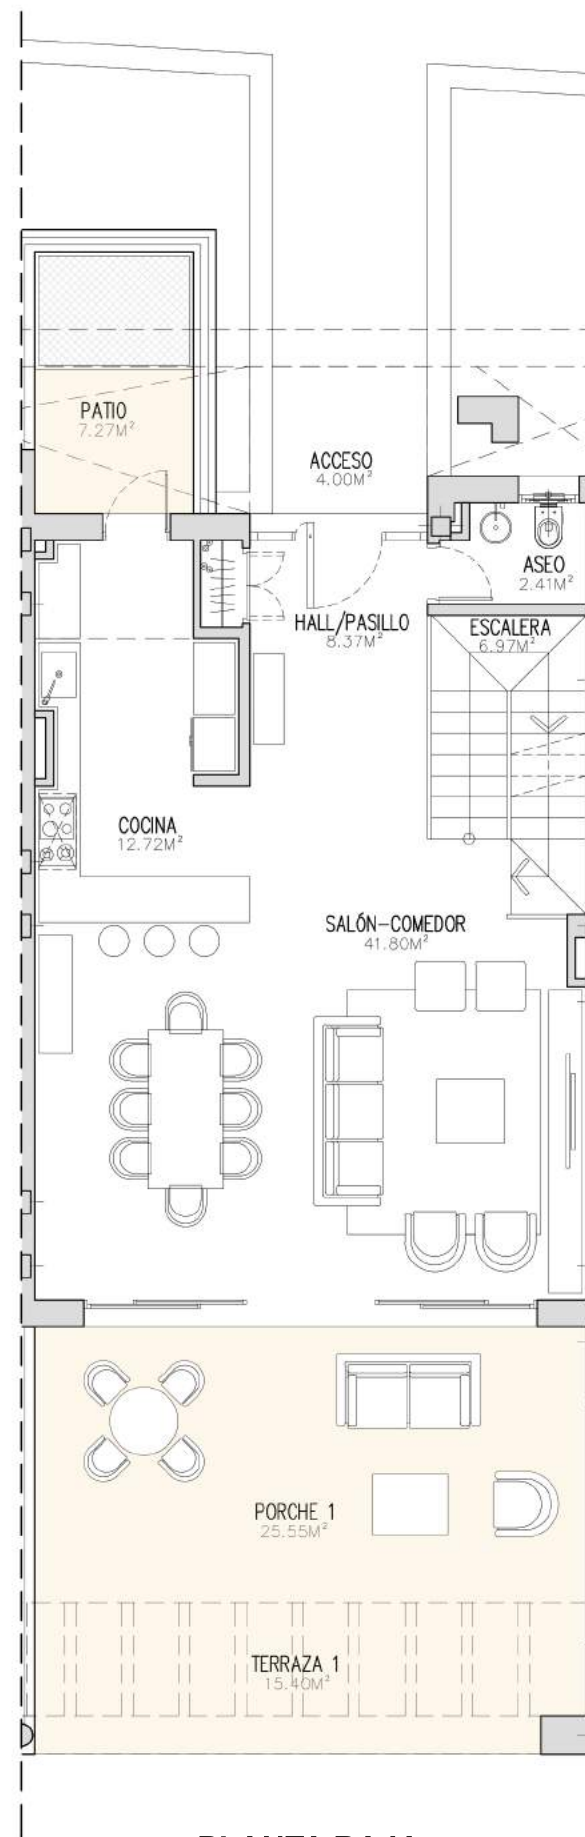 PATIO
7.27M²
ACCESO
4.00M²
ASEO
2.41M²
HALL/PASILLO
8.37M²
ESCALERA
6.97M²
COCINA
12.72M²
SALÓN-COMEDOR
41.80M²
PORCHE 1
25.55M²
TERRAZA 1
15.40M²